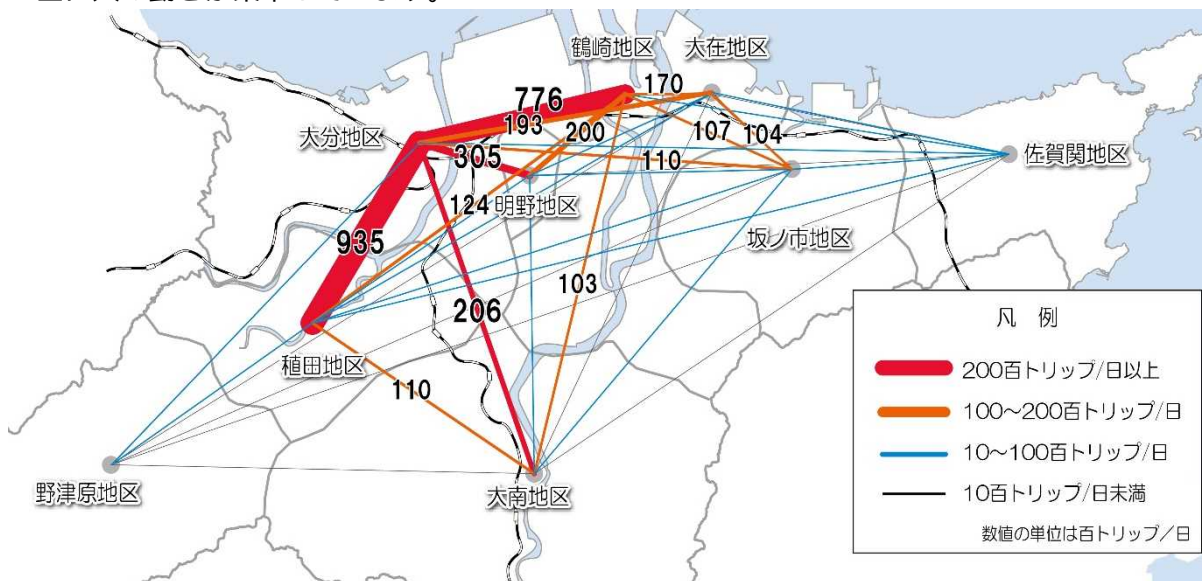 鶴崎地区
大在地区
776
170
193
200
107
104
大分地区
305
110
佐賀関地区
124
明野地区
坂ノ市地区
935
103
206
稙田地区
110
野津原地区
大南地区
凡 例
200百トリップ/日以上
100~200百トリップ/日
10~100百トリップ/日
10百トリップ/日未満
数値の単位は百トリップ/日